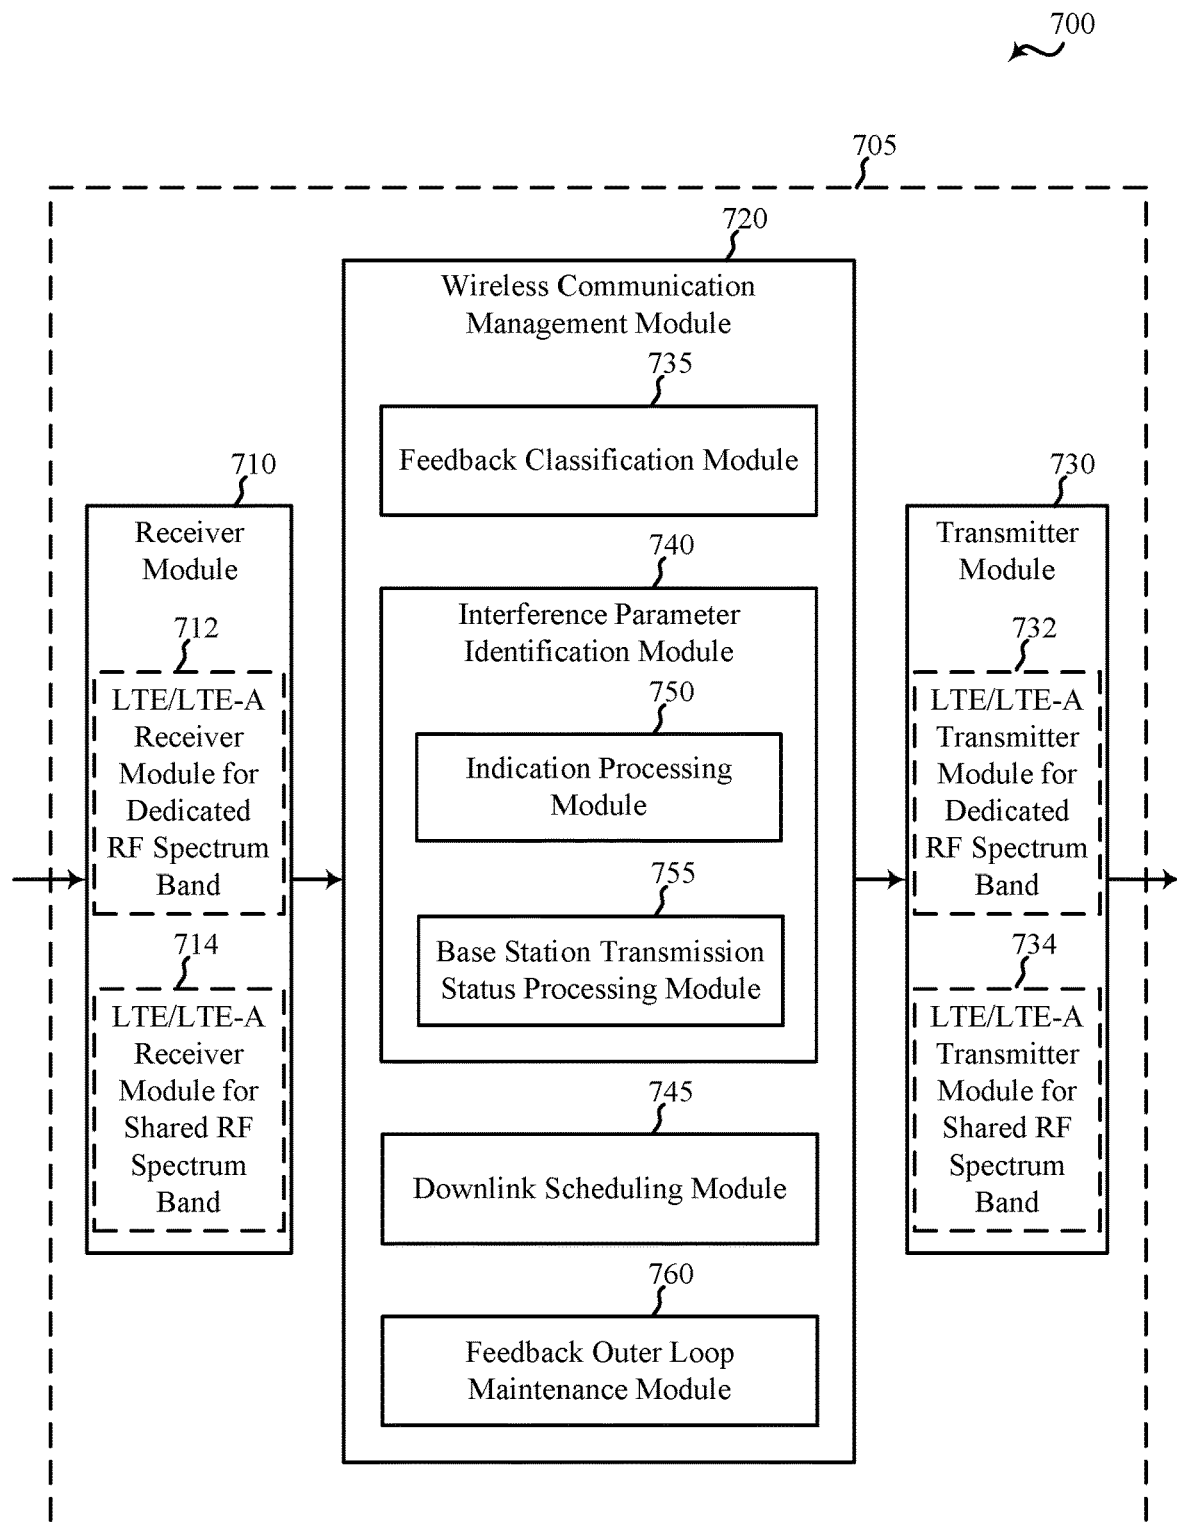 700
705
720
Wireless Communication
Management Module
735
Feedback Classification Module
710
Receiver
Module
712
LTE/LTE-A
Receiver
Module for
Dedicated
RF Spectrum
Band
714
LTE/LTE-A
Receiver
Module for
Shared RF
Spectrum
Band
740
Interference Parameter
Identification Module
750
Indication Processing
Module
755
Base Station Transmission
Status Processing Module
745
Downlink Scheduling Module
760
Feedback Outer Loop
Maintenance Module
730
Transmitter
Module
732
LTE/LTE-A
Transmitter
Module for
Dedicated
RF Spectrum
Band
734
LTE/LTE-A
Transmitter
Module for
Shared RF
Spectrum
Band